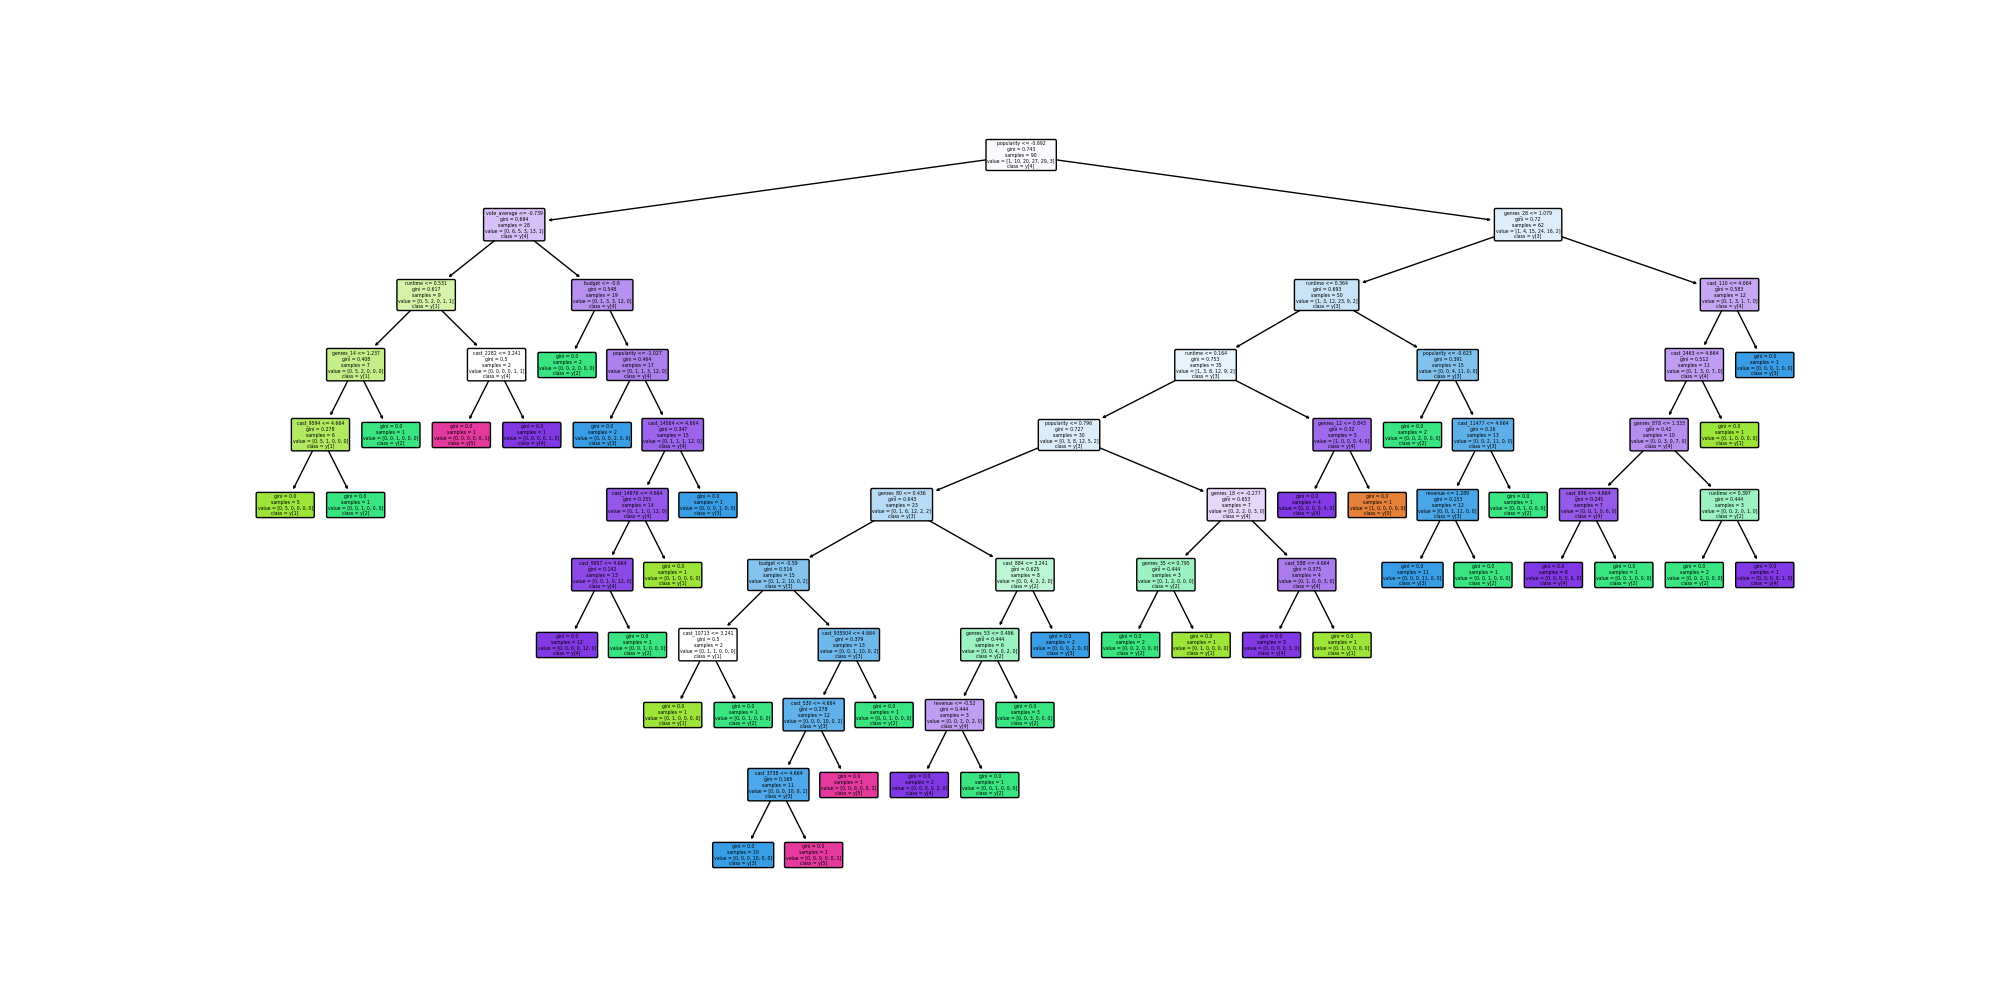 popularity <= -0.692
gini = 0.743
samples = 90
value = [1, 10, 20, 27, 29, 3]
class = y[4]
vote_average <= -0.739
gini = 0.694
samples = 28
value = [0, 6, 5, 3, 13, 1]
class = y[4]
genres_28 <= 1.079
gini = 0.72
samples = 62
value = [1, 4, 15, 24, 16, 2]
class = y[3]
runtime <= 0.531
gini = 0.617
samples = 9
value = [0, 5, 2, 0, 1, 1]
class = y[1]
budget <= -0.6
gini = 0.548
samples = 19
value = [0, 1, 3, 3, 12, 0]
class = y[4]
runtime <= 0.364
gini = 0.693
samples = 50
value = [1, 3, 12, 23, 9, 2]
class = y[3]
cast_110 <= 4.664
gini = 0.583
samples = 12
value = [0, 1, 3, 1, 7, 0]
class = y[4]
genres_14 <= 1.237
gini = 0.408
samples = 7
value = [0, 5, 2, 0, 0, 0]
class = y[1]
cast_2282 <= 3.241
gini = 0.5
samples = 2
value = [0, 0, 0, 0, 1, 1]
class = y[4]
gini = 0.0
samples = 2
value = [0, 0, 2, 0, 0, 0]
class = y[2]
popularity <= -1.027
gini = 0.464
samples = 17
value = [0, 1, 1, 3, 12, 0]
class = y[4]
runtime <= 0.164
gini = 0.753
samples = 35
value = [1, 3, 8, 12, 9, 2]
class = y[3]
popularity <= -0.623
gini = 0.391
samples = 15
value = [0, 0, 4, 11, 0, 0]
class = y[3]
cast_2463 <= 4.664
gini = 0.512
samples = 11
value = [0, 1, 3, 0, 7, 0]
class = y[4]
gini = 0.0
samples = 1
value = [0, 0, 0, 1, 0, 0]
class = y[3]
cast_9594 <= 4.664
gini = 0.278
samples = 6
value = [0, 5, 1, 0, 0, 0]
class = y[1]
gini = 0.0
samples = 1
value = [0, 0, 1, 0, 0, 0]
class = y[2]
gini = 0.0
samples = 1
value = [0, 0, 0, 0, 0, 1]
class = y[5]
gini = 0.0
samples = 1
value = [0, 0, 0, 0, 1, 0]
class = y[4]
gini = 0.0
samples = 2
value = [0, 0, 0, 2, 0, 0]
class = y[3]
cast_14564 <= 4.664
gini = 0.347
samples = 15
value = [0, 1, 1, 1, 12, 0]
class = y[4]
popularity <= 0.796
gini = 0.727
samples = 30
value = [0, 3, 8, 12, 5, 2]
class = y[3]
genres_12 <= 0.843
gini = 0.32
samples = 5
value = [1, 0, 0, 0, 4, 0]
class = y[4]
gini = 0.0
samples = 2
value = [0, 0, 2, 0, 0, 0]
class = y[2]
cast_11477 <= 4.664
gini = 0.26
samples = 13
value = [0, 0, 2, 11, 0, 0]
class = y[3]
genres_878 <= 1.333
gini = 0.42
samples = 10
value = [0, 0, 3, 0, 7, 0]
class = y[4]
gini = 0.0
samples = 1
value = [0, 1, 0, 0, 0, 0]
class = y[1]
gini = 0.0
samples = 5
value = [0, 5, 0, 0, 0, 0]
class = y[1]
gini = 0.0
samples = 1
value = [0, 0, 1, 0, 0, 0]
class = y[2]
cast_14976 <= 4.664
gini = 0.255
samples = 14
value = [0, 1, 1, 0, 12, 0]
class = y[4]
gini = 0.0
samples = 1
value = [0, 0, 0, 1, 0, 0]
class = y[3]
genres_80 <= 0.436
gini = 0.643
samples = 23
value = [0, 1, 6, 12, 2, 2]
class = y[3]
genres_18 <= -0.277
gini = 0.653
samples = 7
value = [0, 2, 2, 0, 3, 0]
class = y[4]
gini = 0.0
samples = 4
value = [0, 0, 0, 0, 4, 0]
class = y[4]
gini = 0.0
samples = 1
value = [1, 0, 0, 0, 0, 0]
class = y[0]
revenue <= 1.289
gini = 0.153
samples = 12
value = [0, 0, 1, 11, 0, 0]
class = y[3]
gini = 0.0
samples = 1
value = [0, 0, 1, 0, 0, 0]
class = y[2]
cast_936 <= 4.664
gini = 0.245
samples = 7
value = [0, 0, 1, 0, 6, 0]
class = y[4]
runtime <= 0.397
gini = 0.444
samples = 3
value = [0, 0, 2, 0, 1, 0]
class = y[2]
cast_9857 <= 4.664
gini = 0.142
samples = 13
value = [0, 0, 1, 0, 12, 0]
class = y[4]
gini = 0.0
samples = 1
value = [0, 1, 0, 0, 0, 0]
class = y[1]
budget <= -0.59
gini = 0.516
samples = 15
value = [0, 1, 2, 10, 0, 2]
class = y[3]
cast_884 <= 3.241
gini = 0.625
samples = 8
value = [0, 0, 4, 2, 2, 0]
class = y[2]
genres_35 <= 0.795
gini = 0.444
samples = 3
value = [0, 1, 2, 0, 0, 0]
class = y[2]
cast_588 <= 4.664
gini = 0.375
samples = 4
value = [0, 1, 0, 0, 3, 0]
class = y[4]
gini = 0.0
samples = 11
value = [0, 0, 0, 11, 0, 0]
class = y[3]
gini = 0.0
samples = 1
value = [0, 0, 1, 0, 0, 0]
class = y[2]
gini = 0.0
samples = 6
value = [0, 0, 0, 0, 6, 0]
class = y[4]
gini = 0.0
samples = 1
value = [0, 0, 1, 0, 0, 0]
class = y[2]
gini = 0.0
samples = 2
value = [0, 0, 2, 0, 0, 0]
class = y[2]
gini = 0.0
samples = 1
value = [0, 0, 0, 0, 1, 0]
class = y[4]
gini = 0.0
samples = 12
value = [0, 0, 0, 0, 12, 0]
class = y[4]
gini = 0.0
samples = 1
value = [0, 0, 1, 0, 0, 0]
class = y[2]
cast_10713 <= 3.241
gini = 0.5
samples = 2
value = [0, 1, 1, 0, 0, 0]
class = y[1]
cast_935504 <= 4.664
gini = 0.379
samples = 13
value = [0, 0, 1, 10, 0, 2]
class = y[3]
genres_53 <= 0.496
gini = 0.444
samples = 6
value = [0, 0, 4, 0, 2, 0]
class = y[2]
gini = 0.0
samples = 2
value = [0, 0, 0, 2, 0, 0]
class = y[3]
gini = 0.0
samples = 2
value = [0, 0, 2, 0, 0, 0]
class = y[2]
gini = 0.0
samples = 1
value = [0, 1, 0, 0, 0, 0]
class = y[1]
gini = 0.0
samples = 3
value = [0, 0, 0, 0, 3, 0]
class = y[4]
gini = 0.0
samples = 1
value = [0, 1, 0, 0, 0, 0]
class = y[1]
gini = 0.0
samples = 1
value = [0, 1, 0, 0, 0, 0]
class = y[1]
gini = 0.0
samples = 1
value = [0, 0, 1, 0, 0, 0]
class = y[2]
cast_530 <= 4.664
gini = 0.278
samples = 12
value = [0, 0, 0, 10, 0, 2]
class = y[3]
gini = 0.0
samples = 1
value = [0, 0, 1, 0, 0, 0]
class = y[2]
revenue <= -0.52
gini = 0.444
samples = 3
value = [0, 0, 1, 0, 2, 0]
class = y[4]
gini = 0.0
samples = 3
value = [0, 0, 3, 0, 0, 0]
class = y[2]
cast_3738 <= 4.664
gini = 0.165
samples = 11
value = [0, 0, 0, 10, 0, 1]
class = y[3]
gini = 0.0
samples = 1
value = [0, 0, 0, 0, 0, 1]
class = y[5]
gini = 0.0
samples = 2
value = [0, 0, 0, 0, 2, 0]
class = y[4]
gini = 0.0
samples = 1
value = [0, 0, 1, 0, 0, 0]
class = y[2]
gini = 0.0
samples = 10
value = [0, 0, 0, 10, 0, 0]
class = y[3]
gini = 0.0
samples = 1
value = [0, 0, 0, 0, 0, 1]
class = y[5]